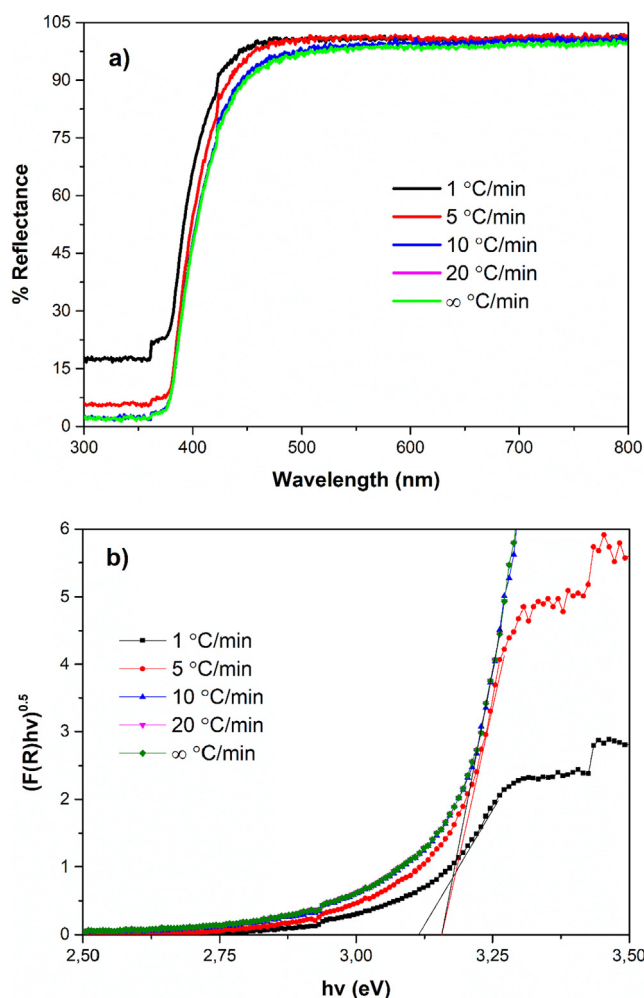 105
90
75
60
45
30
15
0
% Reflectance
a)
1 °C/min
5 °C/min
10 °C/min
20 °C/min
∞ °C/min
300 400 500 600 700 800
Wavelength (nm)
6
5
4
3
2
1
0
(F(R)hν)^0.5
b)
1 °C/min
5 °C/min
10 °C/min
20 °C/min
∞ °C/min
2,50 2,75 3,00 3,25 3,50
hν (eV)